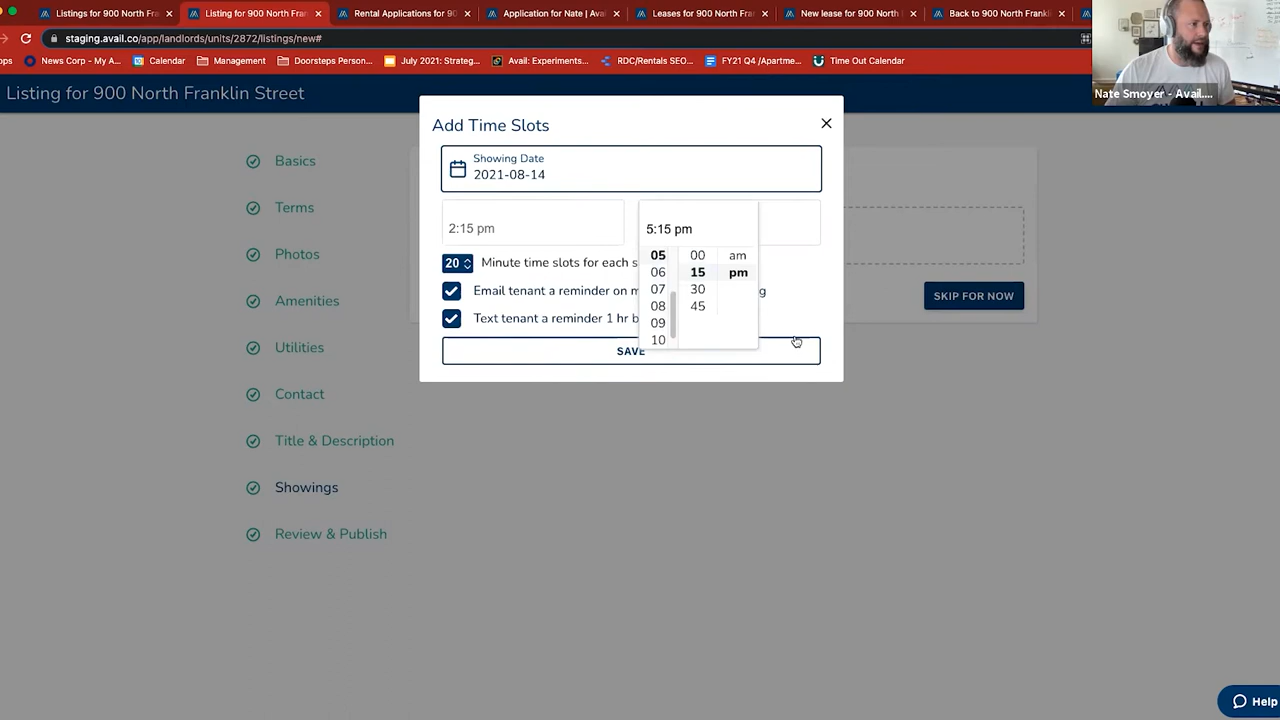 Listings for 900 North Fra
Listing for 900 North Fran
Rental Applications for 90
Application for Nate | Ava
Leases for 900 North Fran
New lease for 900 North
Back to 900 North Frankli
staging.avail.co/app/landlords/units/2872/listings/new#
ops
News Corp - My A...
Calendar
Management
Doorsteps Person...
July 2021: Strateg...
Avail: Experiments...
RDC/Rentals SEO...
FY21 Q4 /Apartme...
Time Out Calendar
Nate Smoyer - Avail....
Listing for 900 North Franklin Street
Basics
Terms
Photos
Amenities
Utilities
Contact
Title & Description
Showings
Review & Publish
Add Time Slots
Showing Date
2021-08-14
2:15 pm
5:15 pm
05 00 am
06 15 pm
07 30
08 45
09
10
20 Minute time slots for each s
Email tenant a reminder on m g
Text tenant a reminder 1 hr b
SAVE
SKIP FOR NOW
Help